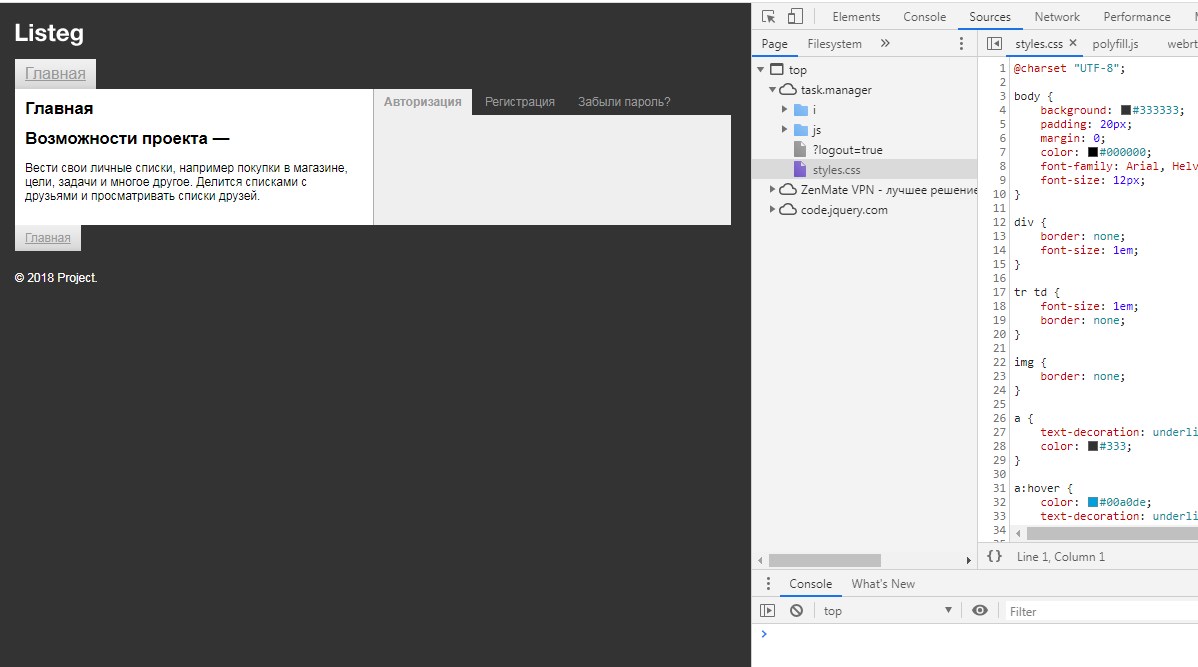 Listeg
Главная
Главная
Возможности проекта —
Вести свои личные списки, например покупки в магазине,
цели, задачи и многое другое. Делится списками с
друзьями и просматривать списки друзей.
Авторизация Регистрация Забыли пароль?
Главная
© 2018 Project.
Elements Console Sources Network Performance
Page Filesystem »
top
task.manager
i
js
?logout=true
styles.css
ZenMate VPN - лучшее решение
code.jquery.com
styles.css × polyfill.js webrt
1 @charset "UTF-8";
2
3 body {
4 background: #333333;
5 padding: 20px;
6 margin: 0;
7 color: #000000;
8 font-family: Arial, Helv
9 font-size: 12px;
10 }
11
12 div {
13 border: none;
14 font-size: 1em;
15 }
16
17 tr td {
18 font-size: 1em;
19 border: none;
20 }
21
22 img {
23 border: none;
24 }
25
26 a {
27 text-decoration: underli
28 color: #333;
29 }
30
31 a:hover {
32 color: #00a0de;
33 text-decoration: underli
34
{} Line 1, Column 1
Console What's New
top Filter